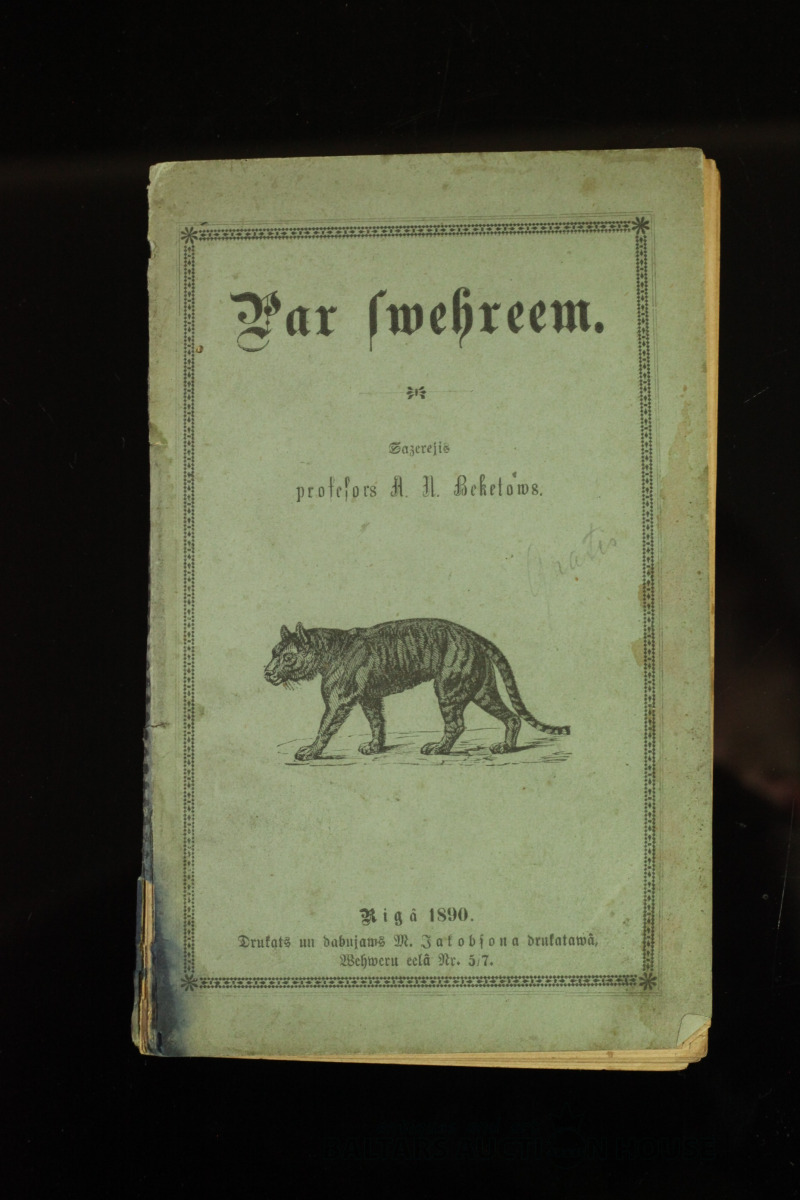 Par ſwehreem.
Sazerejis
profeſors A. N. Beketows.
Gratis
Rigâ 1890.
Drukats un dabujams M. Jakobſona drukatawâ,
Wehweru eelâ Nr. 5/7.